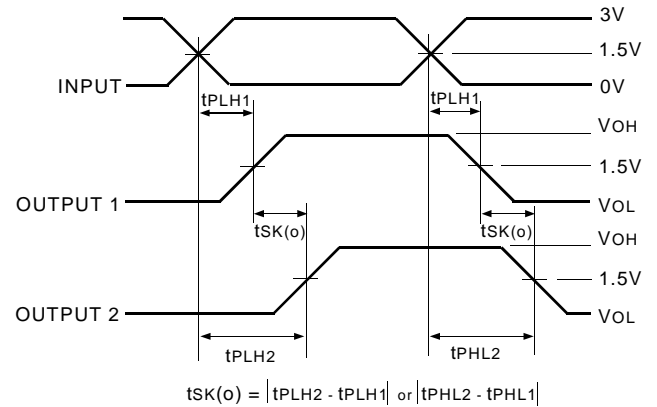 3V
1.5V
INPUT
0V
tPLH1
tPLH1
VOH
1.5V
OUTPUT 1
VOL
tSK(o)
tSK(o)
VOH
1.5V
OUTPUT 2
VOL
tPLH2
tPHL2
tSK(o) = |tPLH2 - tPLH1| or |tPHL2 - tPHL1|